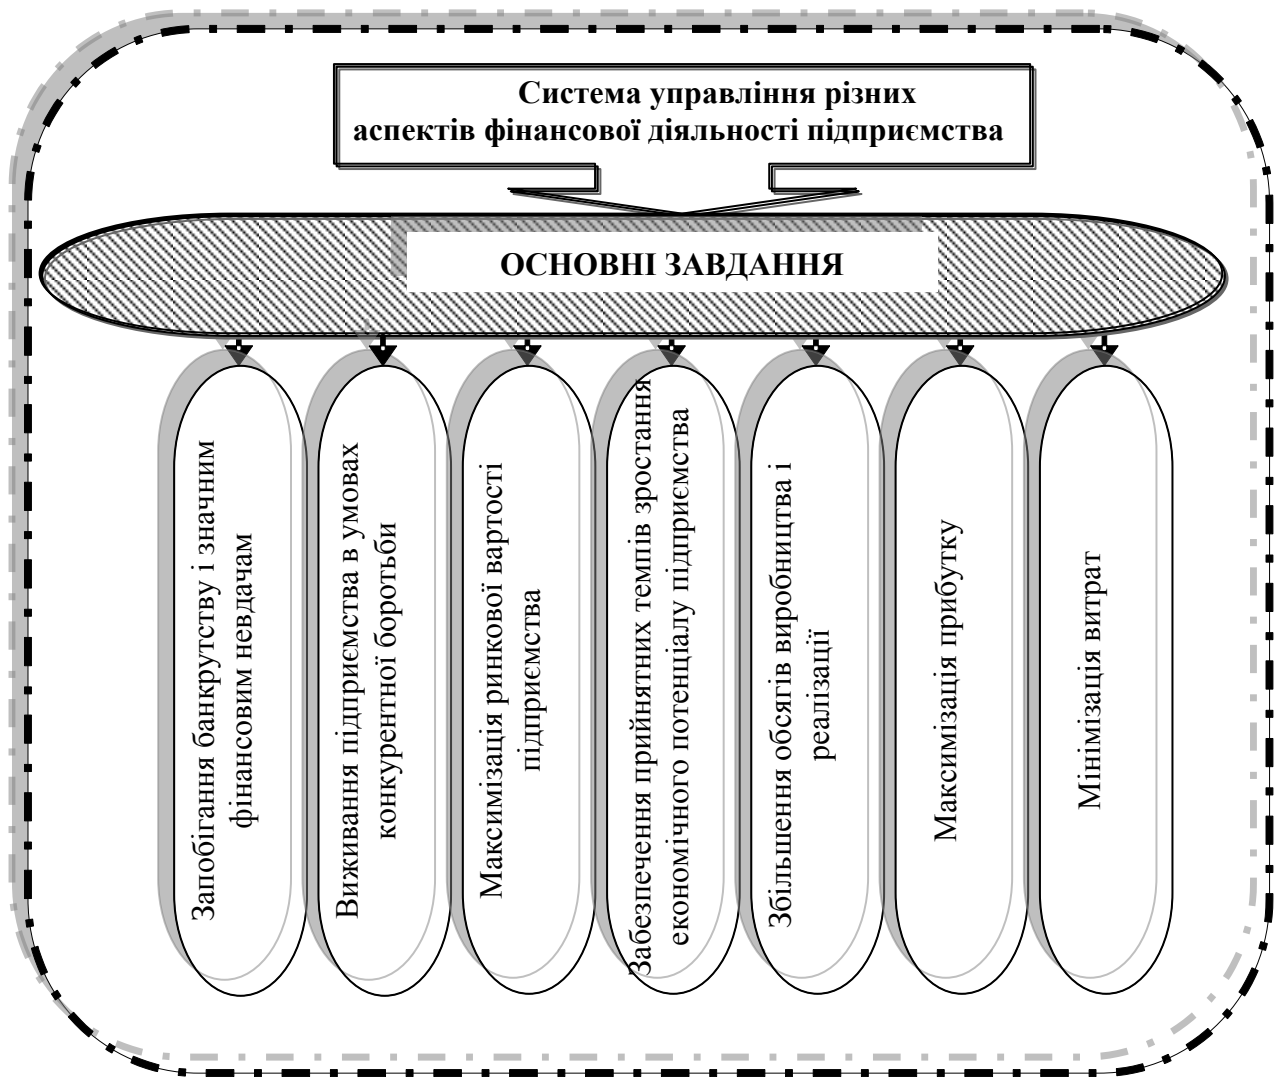 Система управління різних
аспектів фінансової діяльності підприємства
ОСНОВНІ ЗАВДАННЯ
Запобігання банкрутству і значним
фінансовим невдачам
Виживання підприємства в умовах
конкурентної боротьби
Максимізація ринкової вартості
підприємства
Забезпечення прийнятних темпів зростання
економічного потенціалу підприємства
Збільшення обсягів виробництва і
реалізації
Максимізація прибутку
Мінімізація витрат